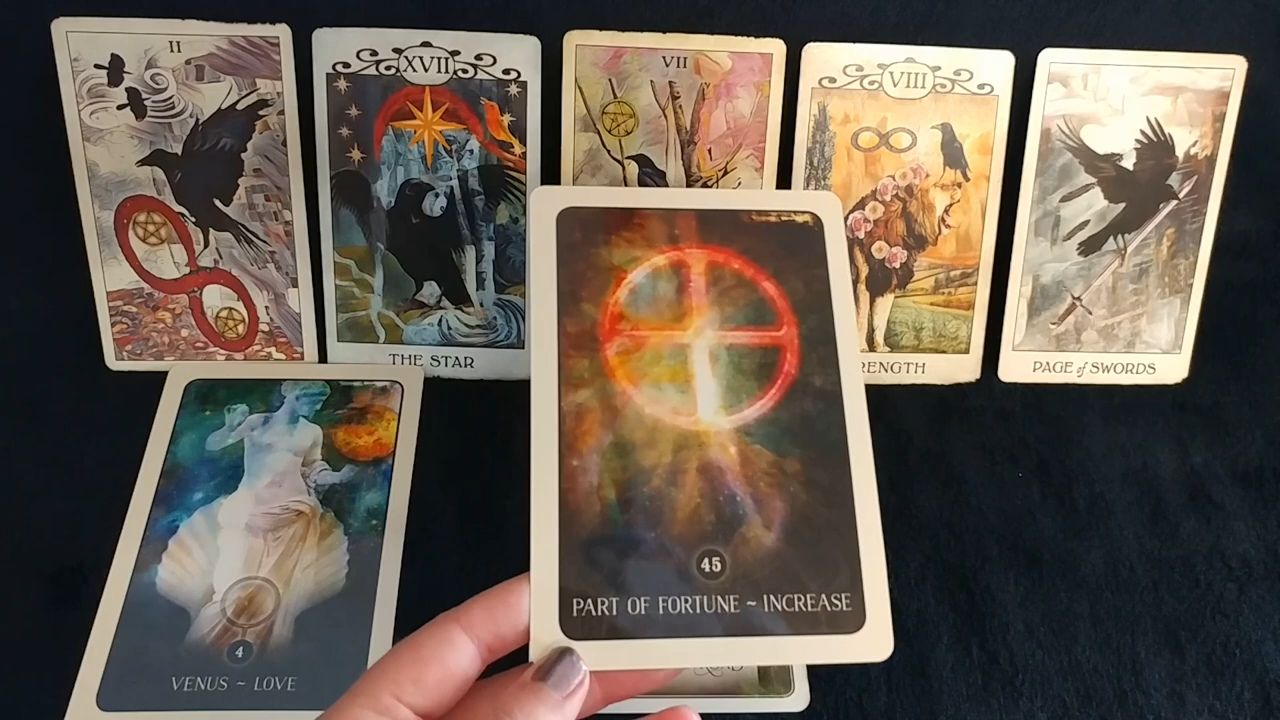 II
XVII
VII
VIII
THE STAR
RENGTH
PAGE of SWORDS
45
PART OF FORTUNE ~ INCREASE
4
VENUS ~ LOVE